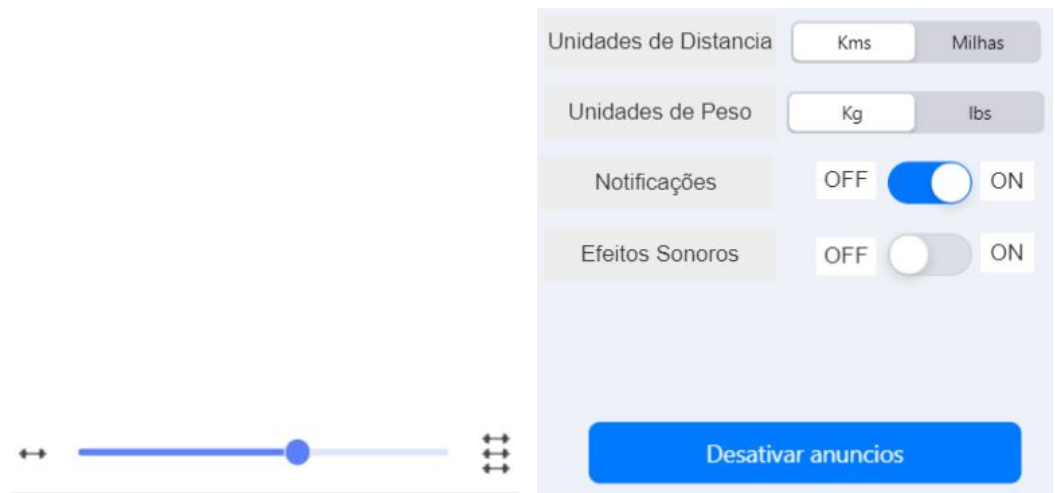 Unidades de Distancia Kms Milhas
Unidades de Peso Kg lbs
Notificações OFF ON
Efeitos Sonoros OFF ON
Desativar anuncios